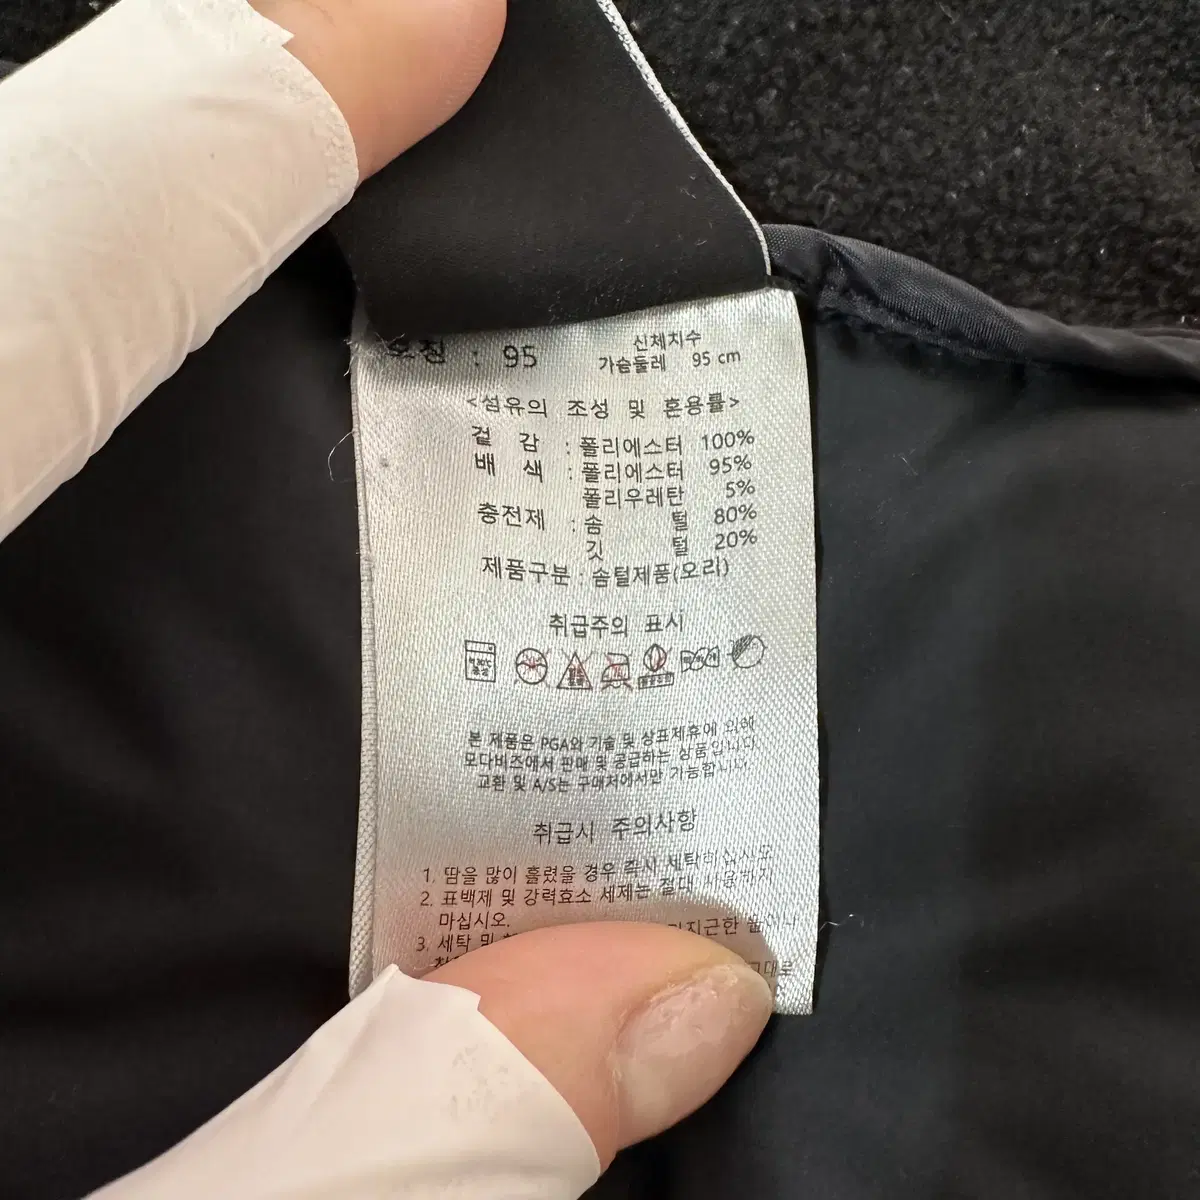 호칭 : 95 신체치수
가슴둘레 95 cm
<섬유의 조성 및 혼용률>
겉 감 : 폴리에스터 100%
배 색 : 폴리에스터 95%
폴리우레탄 5%
충전제 : 솜 털 80%
깃 털 20%
제품구분 : 솜털제품(오리)
취급주의 표시
본 제품은 PGA와 기술 및 상표제휴에 의해
모다비즈에서 판매 및 공급하는 상품입니다.
교환 및 A/S는 구매처에서만 가능합니다.
취급시 주의사항
1. 땀을 많이 흘렸을 경우 즉시 세탁하십시오
2. 표백제 및 강력효소 세제는 절대 사용하지
마십시오.
3. 세탁 및
그대로